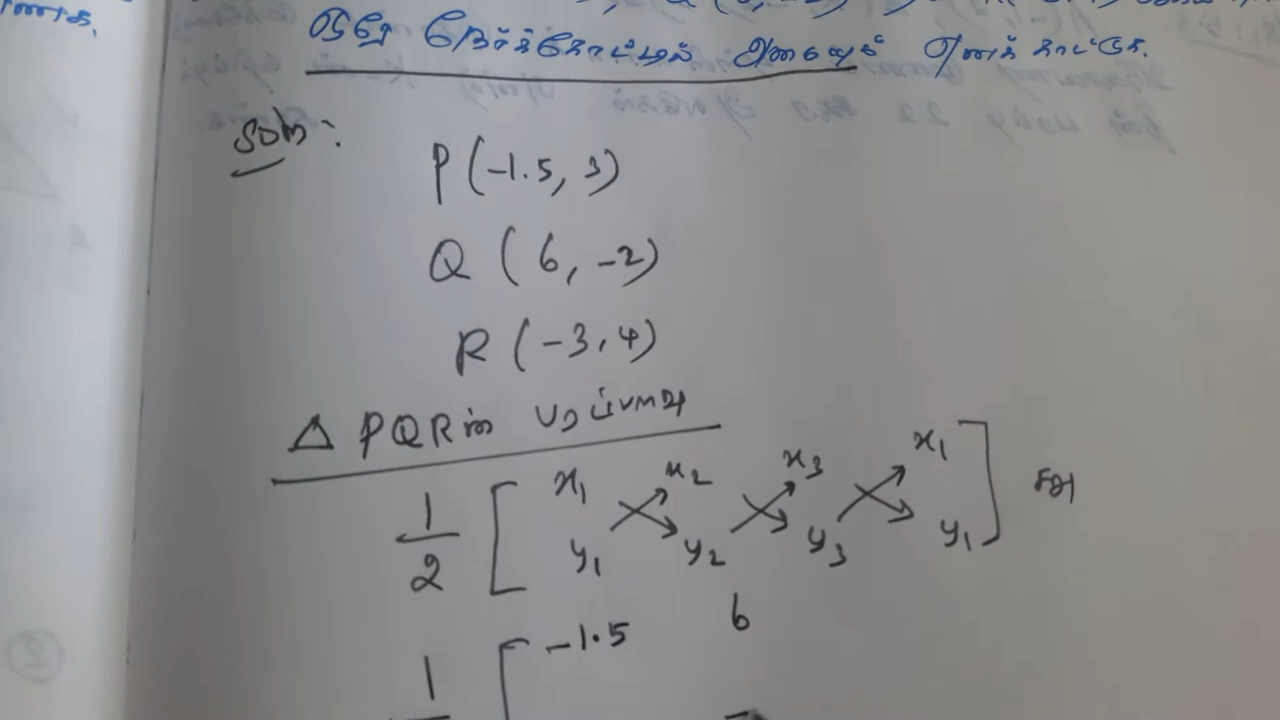 ஒரே நேர்க்கோட்டில் அமையும் எனக் காட்டுக.
Soln:
P (-1.5, 3)
Q ( 6, -2)
R (-3, 4)
Δ PQR ன் பரப்பு
1/2 [ x1 x2 x3 x1 ]
y1 y2 y3 y1
1 [ -1.5 6